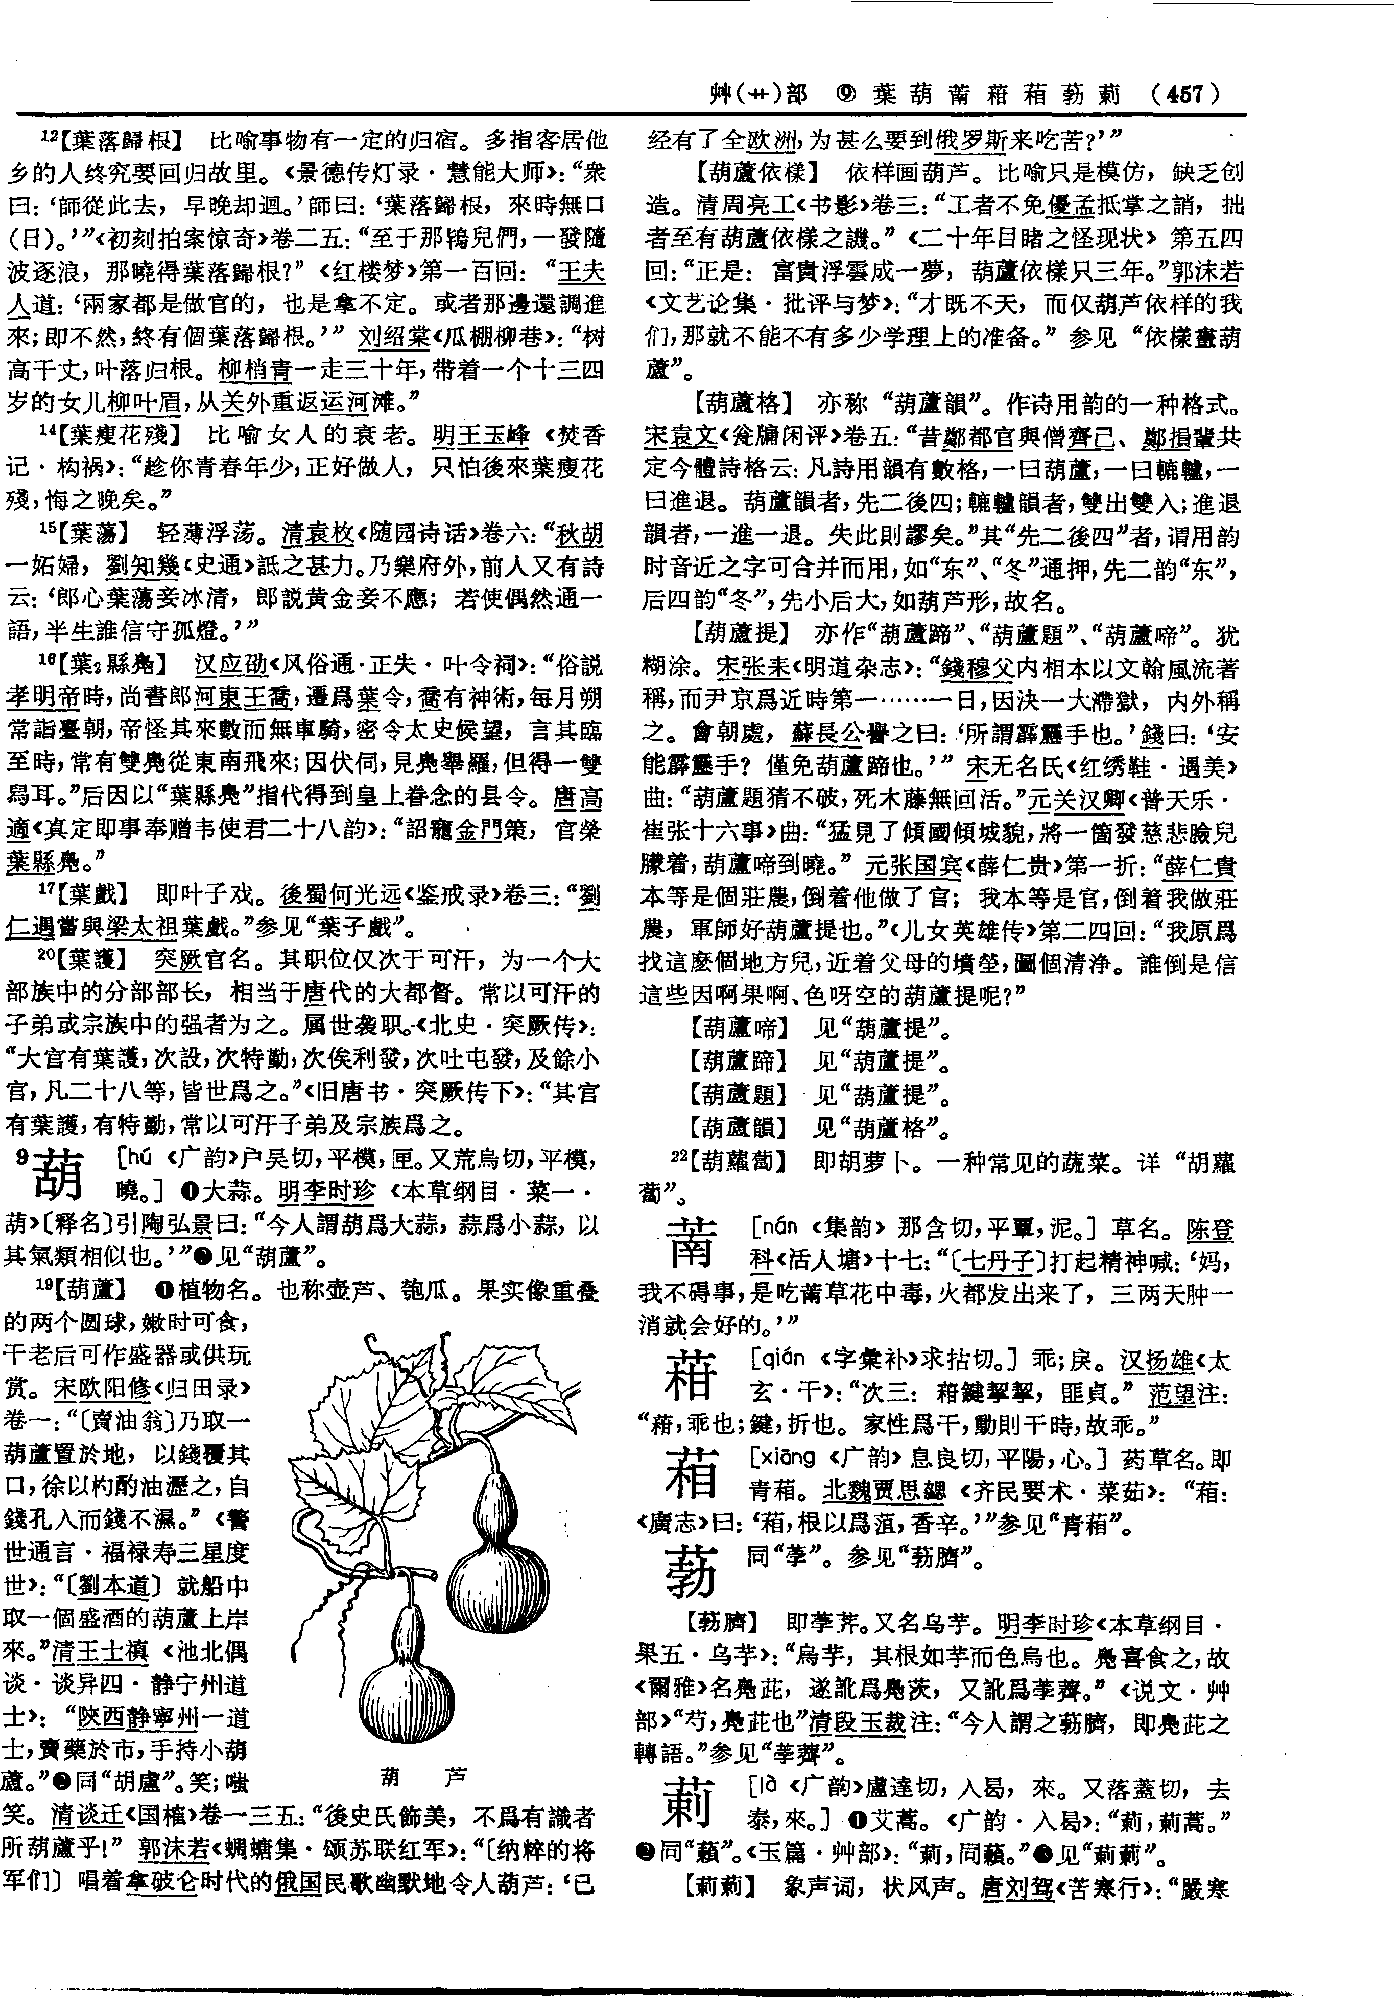 艸(艹)部 ⑨ 葉葫萳葥葙葧萴 (457)
12【葉落歸根】 比喻事物有一定的归宿。多指客居他
乡的人终究要回归故里。《景德传灯录·慧能大师》:“衆
曰:‘師從此去,早晚却迴。’師曰:‘葉落歸根,來時無口
(日)。’”《初刻拍案惊奇》卷二五:“至于那鴇兒們,一發隨
波逐浪,那曉得葉落歸根?”《红楼梦》第一百回:“王夫
人道:‘兩家都是做官的,也是拿不定。或者那邊還調進
來;即不然,終有個葉落歸根。’” 刘绍棠《瓜棚柳巷》:“树
高千丈,叶落归根。柳梢青一走三十年,带着一个十三四
岁的女儿柳叶眉,从关外重返运河滩。”
14【葉瘦花殘】 比喻女人的衰老。明王玉峰《焚香
记·构祸》:“趁你青春年少,正好做人,只怕後來葉瘦花
殘,悔之晚矣。”
15【葉蕩】 轻薄浮荡。清袁枚《随园诗话》卷六:“秋胡
一妬婦,劉知幾《史通》詆之甚力。乃樂府外,前人又有詩
云:‘郎心葉蕩妾冰清,郎説黄金妾不應;若使偶然通一
語,半生誰信守孤燈。’”
16【葉2縣鳧】 汉应劭《风俗通·正失·叶令祠》:“俗説
孝明帝時,尚書郎河東王喬,遷爲葉令,喬有神術,每月朔
常詣臺朝,帝怪其來數而無車騎,密令太史候望,言其臨
至時,常有雙鳧從東南飛來;因伏伺,見鳧舉羅,但得一雙
舄耳。”后因以“葉縣鳧”指代得到皇上眷念的县令。唐高
適《真定即事奉赠韦使君二十八韵》:“詔寵金門策,官榮
葉縣鳧。”
17【葉戲】 即叶子戏。後蜀何光远《鉴戒录》卷三:“劉
仁遇嘗與梁太祖葉戲。”参见“葉子戲”。
20【葉護】 突厥官名。其职位仅次于可汗,为一个大
部族中的分部部长,相当于唐代的大都督。常以可汗的
子弟或宗族中的强者为之。属世袭职。《北史·突厥传》:
“大官有葉護,次設,次特勤,次俟利發,次吐屯發,及餘小
官,凡二十八等,皆世爲之。”《旧唐书·突厥传下》:“其官
有葉護,有特勤,常以可汗子弟及宗族爲之。
9葫 [hú 《广韵》户吴切,平模,匣。又荒烏切,平模,
曉。] ❶大蒜。明李时珍《本草纲目·菜一·
葫》〔释名〕引陶弘景曰:“今人謂葫爲大蒜,蒜爲小蒜,以
其氣類相似也。’”❷见“葫蘆”。
19【葫蘆】 ❶植物名。也称壶芦、匏瓜。果实像重叠
的两个圆球,嫩时可食,
干老后可作盛器或供玩
赏。宋欧阳修《归田录》
卷一:“〔賣油翁〕乃取一
葫蘆置於地,以錢覆其
口,徐以杓酌油瀝之,自
錢孔入而錢不濕。”《警
世通言·福禄寿三星度
世》:“〔劉本道〕就船中
取一個盛酒的葫蘆上岸
來。”清王士禛《池北偶
谈·谈异四·静宁州道
士》:“陝西静寧州一道
士,賣藥於市,手持小葫
蘆。”❷同“胡盧”。笑;嗤
葫 芦
笑。清谈迁《国榷》卷一三五:“後史氏飾美,不爲有識者
所葫蘆乎!” 郭沫若《蜩螗集·颂苏联红军》:“〔纳粹的将
军们〕唱着拿破仑时代的俄国民歌幽默地令人葫芦:‘已
经有了全欧洲,为甚么要到俄罗斯来吃苦?’”
【葫蘆依樣】 依样画葫芦。比喻只是模仿,缺乏创
造。清周亮工《书影》卷三:“工者不免優孟抵掌之誚,拙
者至有葫蘆依樣之譏。”《二十年目睹之怪现状》第五四
回:“正是:富貴浮雲成一夢,葫蘆依樣只三年。”郭沫若
《文艺论集·批评与梦》:“才既不天,而仅葫芦依样的我
们,那就不能不有多少学理上的准备。”参见“依樣畫葫
蘆”。
【葫蘆格】 亦称“葫蘆韻”。作诗用韵的一种格式。
宋袁文《瓮牖闲评》卷五:“昔鄭都官與僧齊己、鄭損輩共
定今體詩格云:凡詩用韻有數格,一曰葫蘆,一曰轆轤,一
曰進退。葫蘆韻者,先二後四;轆轤韻者,雙出雙入;進退
韻者,一進一退。失此則謬矣。”其“先二後四”者,谓用韵
时音近之字可合并而用,如“东”、“冬”通押,先二韵“东”,
后四韵“冬”,先小后大,如葫芦形,故名。
【葫蘆提】 亦作“葫蘆蹄”、“葫蘆題”、“葫蘆啼”。犹
糊涂。宋张耒《明道杂志》:“錢穆父内相本以文翰風流著
稱,而尹京爲近時第一……一日,因決一大滯獄,内外稱
之。會朝處,蘇長公譽之曰:‘所謂霹靂手也。’錢曰:‘安
能霹靂手?僅免葫蘆蹄也。’” 宋无名氏《红绣鞋·遇美》
曲:“葫蘆題猜不破,死木藤無回活。”元关汉卿《普天乐·
崔张十六事》曲:“猛見了傾國傾城貌,將一箇發慈悲臉兒
朦着,葫蘆啼到曉。” 元张国宾《薛仁贵》第一折:“薛仁貴
本等是個莊農,倒着他做了官;我本等是官,倒着我做莊
農,軍師好葫蘆提也。”《儿女英雄传》第二四回:“我原爲
找這麽個地方兒,近着父母的墳塋,圖個清净。誰倒是信
這些因啊果啊、色呀空的葫蘆提呢?”
【葫蘆啼】 见“葫蘆提”。
【葫蘆蹄】 见“葫蘆提”。
【葫蘆題】 见“葫蘆提”。
【葫蘆韻】 见“葫蘆格”。
22【葫蘿蔔】 即胡萝卜。一种常见的蔬菜。详“胡蘿
蔔”。
萳 [nán 《集韵》那含切,平覃,泥。] 草名。陈登
科《活人塘》十七:“〔七丹子〕打起精神喊:‘妈,
我不碍事,是吃萳草花中毒,火都发出来了,三两天肿一
消就会好的。’”
葥 [qián 《字彙补》求拈切。] 乖;戾。汉扬雄《太
玄·干》:“次三:葥鍵挈挈,匪貞。” 范望注:
“葥,乖也;鍵,折也。家性爲干,動則干時,故乖。”
葙 [xiāng 《广韵》息良切,平陽,心。] 药草名。即
青葙。北魏贾思勰《齐民要术·菜茹》:“葙:
《廣志》曰:‘葙,根以爲菹,香辛。’”参见“青葙”。
葧 同“荸”。参见“葧臍”。
【葧臍】 即荸荠。又名乌芋。明李时珍《本草纲目·
果五·乌芋》:“烏芋,其根如芋而色烏也。鳧喜食之,故
《爾雅》名鳧茈,遂訛爲鳧茨,又訛爲荸薺。”《说文·艸
部》“芍,鳧茈也”清段玉裁注:“今人謂之葧臍,即鳧茈之
轉語。”参见“荸薺”。
萴 [là 《广韵》盧達切,入曷,來。又落蓋切,去
泰,來。] ❶艾蒿。《广韵·入曷》:“萴,萴蒿。”
❷同“藾”。《玉篇·艸部》:“萴,同藾。”❸见“萴萴”。
【萴萴】 象声词,状风声。唐刘驾《苦寒行》:“嚴寒